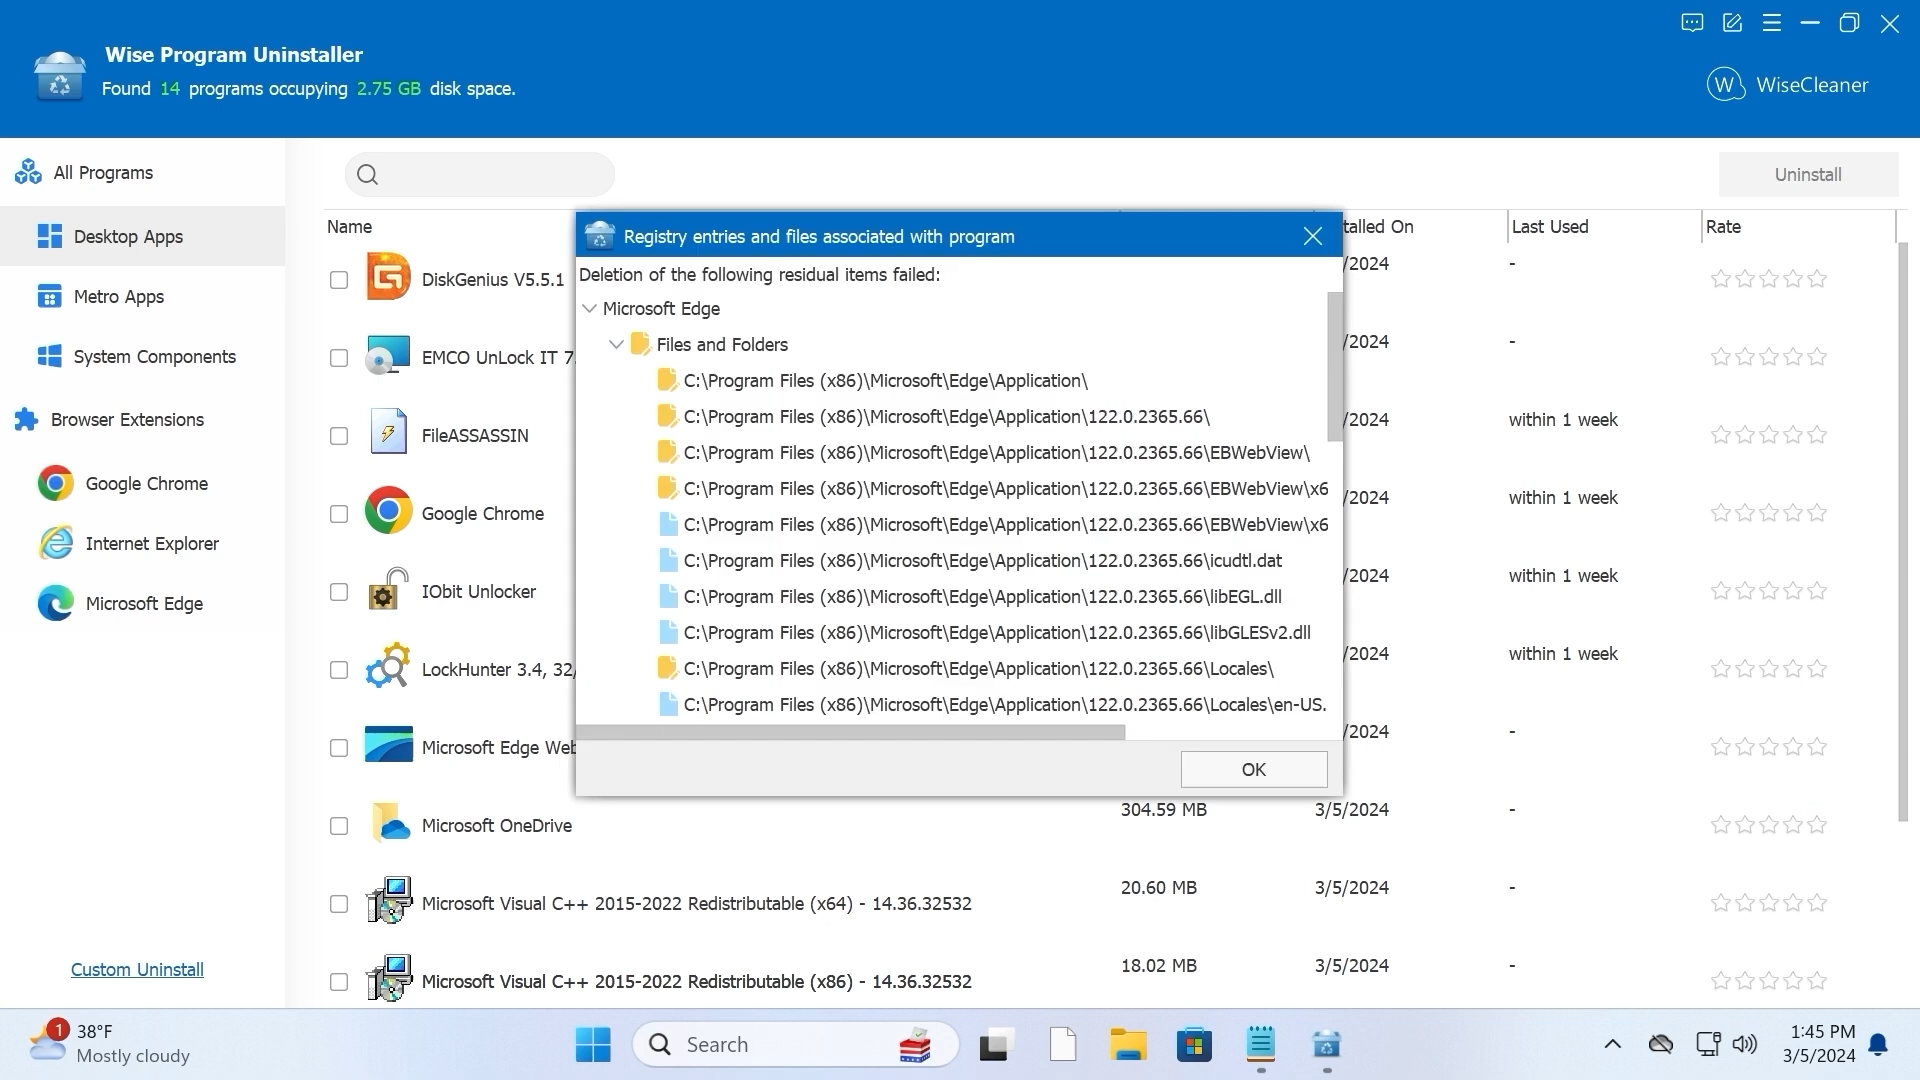 Wise Program Uninstaller
Found 14 programs occupying 2.75 GB disk space.
W WiseCleaner
All Programs
Desktop Apps
Metro Apps
System Components
Browser Extensions
Google Chrome
Internet Explorer
Microsoft Edge
Custom Uninstall
Uninstall
Name
talled On
Last Used
Rate
DiskGenius V5.5.1
/2024
-
EMCO UnLock IT 7.
/2024
-
FileASSASSIN
/2024
within 1 week
Google Chrome
/2024
within 1 week
IObit Unlocker
/2024
within 1 week
LockHunter 3.4, 32/
/2024
within 1 week
Microsoft Edge Web
/2024
-
Microsoft OneDrive
304.59 MB
3/5/2024
-
Microsoft Visual C++ 2015-2022 Redistributable (x64) - 14.36.32532
20.60 MB
3/5/2024
-
Microsoft Visual C++ 2015-2022 Redistributable (x86) - 14.36.32532
18.02 MB
3/5/2024
-
Registry entries and files associated with program
Deletion of the following residual items failed:
Microsoft Edge
Files and Folders
C:\Program Files (x86)\Microsoft\Edge\Application\
C:\Program Files (x86)\Microsoft\Edge\Application\122.0.2365.66\
C:\Program Files (x86)\Microsoft\Edge\Application\122.0.2365.66\EBWebView\
C:\Program Files (x86)\Microsoft\Edge\Application\122.0.2365.66\EBWebView\x6
C:\Program Files (x86)\Microsoft\Edge\Application\122.0.2365.66\EBWebView\x6
C:\Program Files (x86)\Microsoft\Edge\Application\122.0.2365.66\icudtl.dat
C:\Program Files (x86)\Microsoft\Edge\Application\122.0.2365.66\libEGL.dll
C:\Program Files (x86)\Microsoft\Edge\Application\122.0.2365.66\libGLESv2.dll
C:\Program Files (x86)\Microsoft\Edge\Application\122.0.2365.66\Locales\
C:\Program Files (x86)\Microsoft\Edge\Application\122.0.2365.66\Locales\en-US.
OK
1
38°F
Mostly cloudy
Search
1:45 PM
3/5/2024